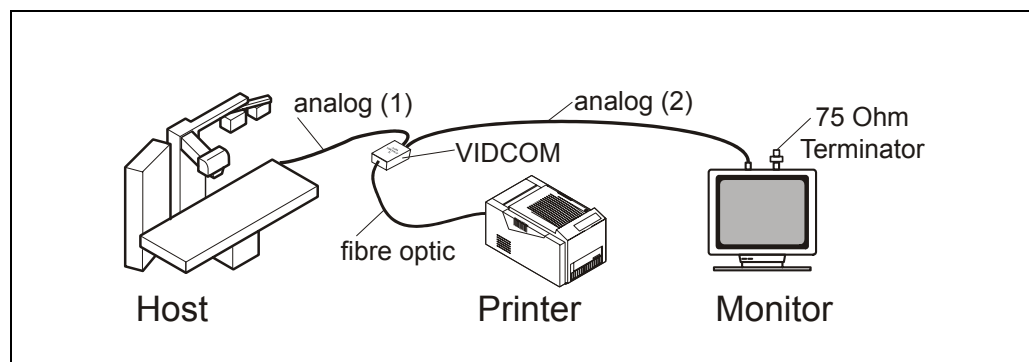 analog (1)
analog (2)
75 Ohm
Terminator
VIDCOM
fibre optic
Host
Printer
Monitor